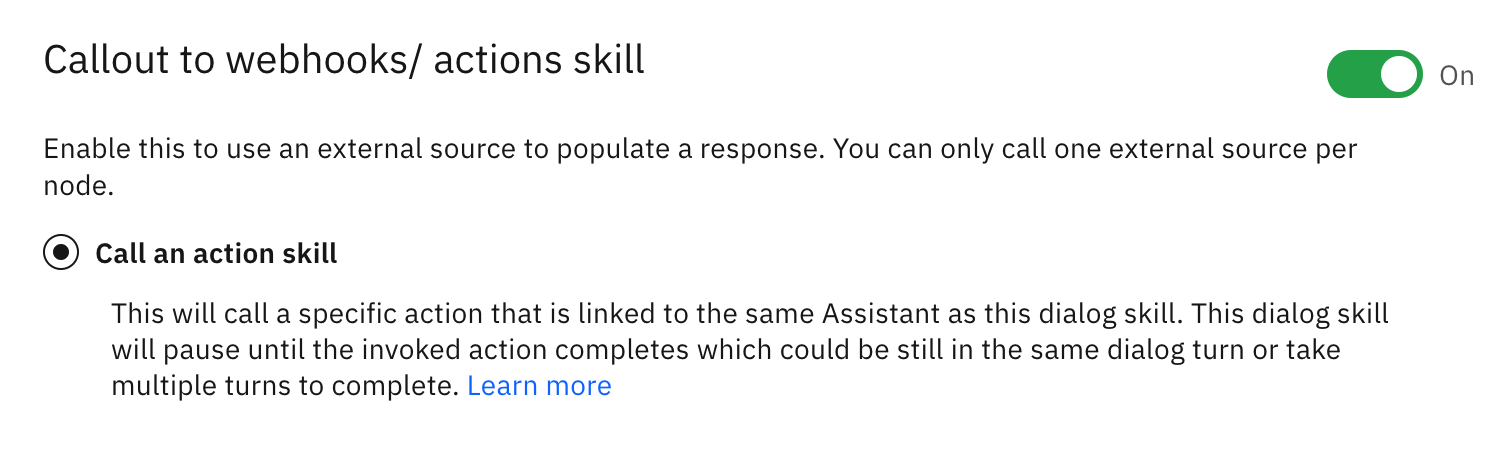 Callout to webhooks/ actions skill
On
Enable this to use an external source to populate a response. You can only call one external source per
node.
Call an action skill
This will call a specific action that is linked to the same Assistant as this dialog skill. This dialog skill
will pause until the invoked action completes which could be still in the same dialog turn or take
multiple turns to complete. Learn more